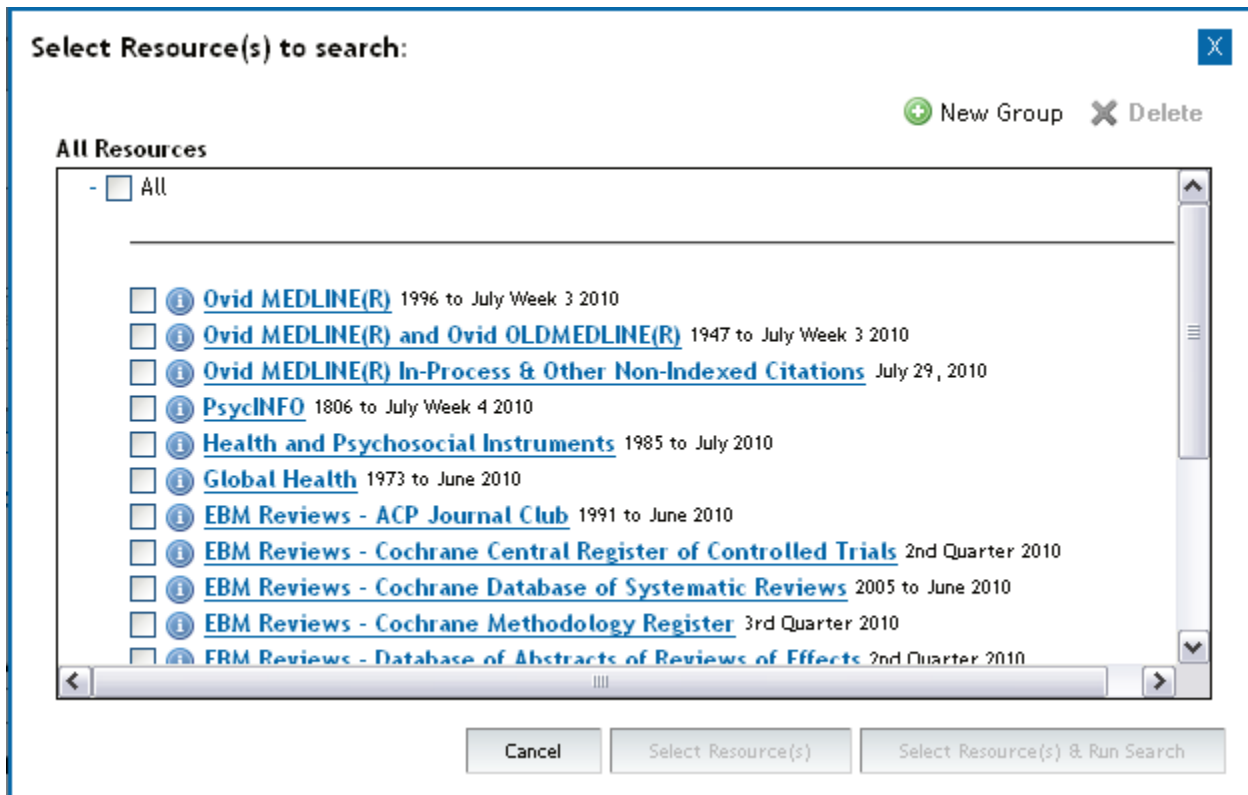 Select Resource(s) to search:
X
New Group Delete
All Resources
- All
Ovid MEDLINE(R) 1996 to July Week 3 2010
Ovid MEDLINE(R) and Ovid OLDMEDLINE(R) 1947 to July Week 3 2010
Ovid MEDLINE(R) In-Process & Other Non-Indexed Citations July 29, 2010
PsycINFO 1806 to July Week 4 2010
Health and Psychosocial Instruments 1985 to July 2010
Global Health 1973 to June 2010
EBM Reviews - ACP Journal Club 1991 to June 2010
EBM Reviews - Cochrane Central Register of Controlled Trials 2nd Quarter 2010
EBM Reviews - Cochrane Database of Systematic Reviews 2005 to June 2010
EBM Reviews - Cochrane Methodology Register 3rd Quarter 2010
EBM Reviews - Database of Abstracts of Reviews of Effects 2nd Quarter 2010
Cancel Select Resource(s) Select Resource(s) & Run Search